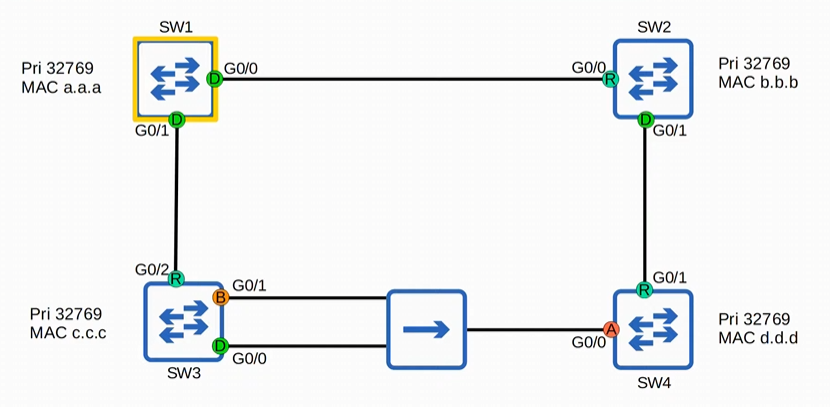 SW1
SW2
Pri 32769
MAC a.a.a
D
G0/0
G0/0
R
Pri 32769
MAC b.b.b
G0/1
D
D
G0/1
G0/2
R
G0/1
R
B
G0/1
Pri 32769
MAC c.c.c
A
G0/0
Pri 32769
MAC d.d.d
D
G0/0
SW3
SW4